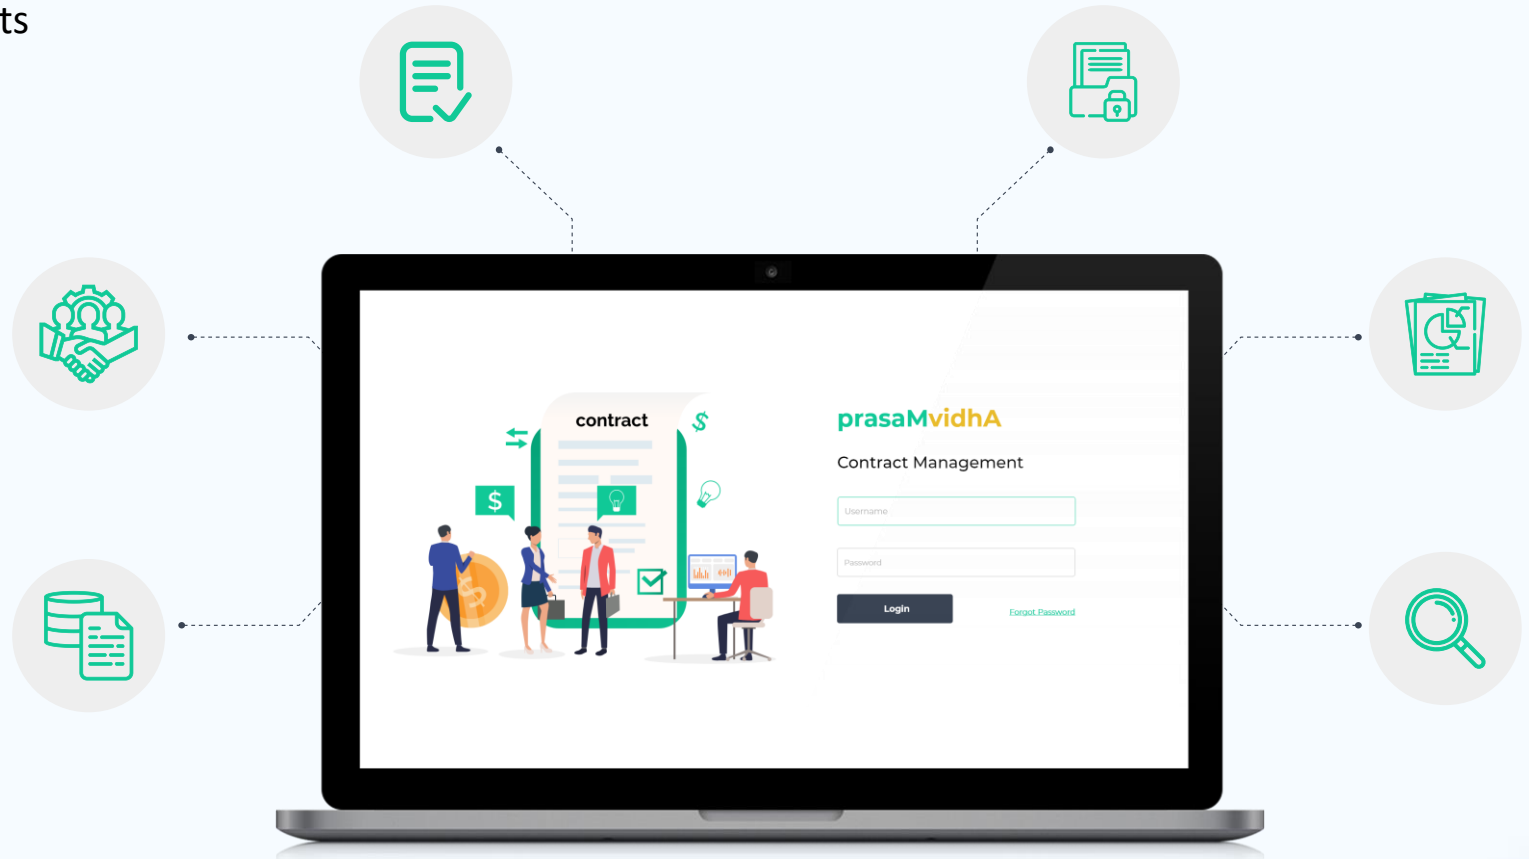 ts
contract
$
$
$
prasaMvidhA
Contract Management
Username
Password
Login
Forgot Password